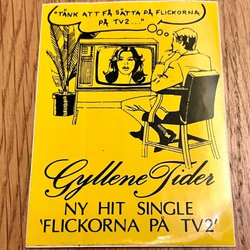 "TÄNK ATT FÅ SÄTTA PÅ FLICKORNA
PÅ TV2..."
Gyllene Tider
NY HIT SINGLE
'FLICKORNA PÅ TV2'